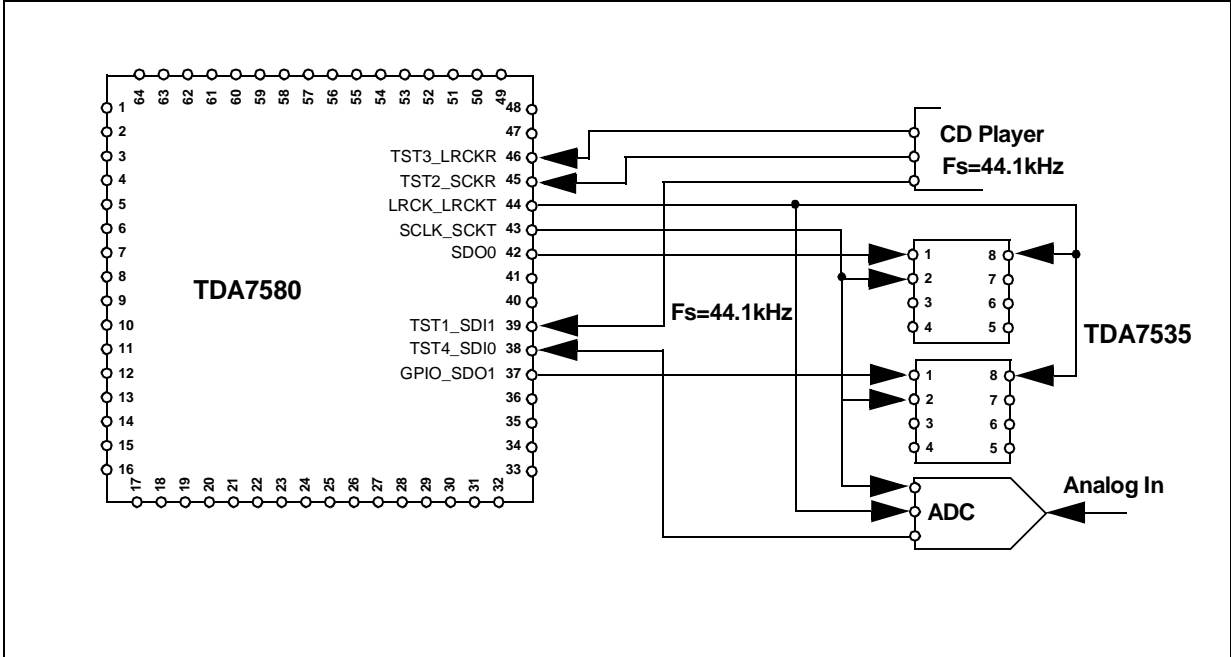 64 63 62 61 60 59 58 57 56 55 54 53 52 51 50 49
1
2
3
4
5
6
7
8
9
10
11
12
13
14
15
16
17 18 19 20 21 22 23 24 25 26 27 28 29 30 31 32
TDA7580
48
47
TST3_LRCKR 46
TST2_SCKR 45
LRCK_LRCKT 44
SCLK_SCKT 43
SDO0 42
41
40
TST1_SDI1 39
TST4_SDI0 38
GPIO_SDO1 37
36
35
34
33
Fs=44.1kHz
CD Player
Fs=44.1kHz
1 8
2 7
3 6
4 5
TDA7535
1 8
2 7
3 6
4 5
ADC
Analog In